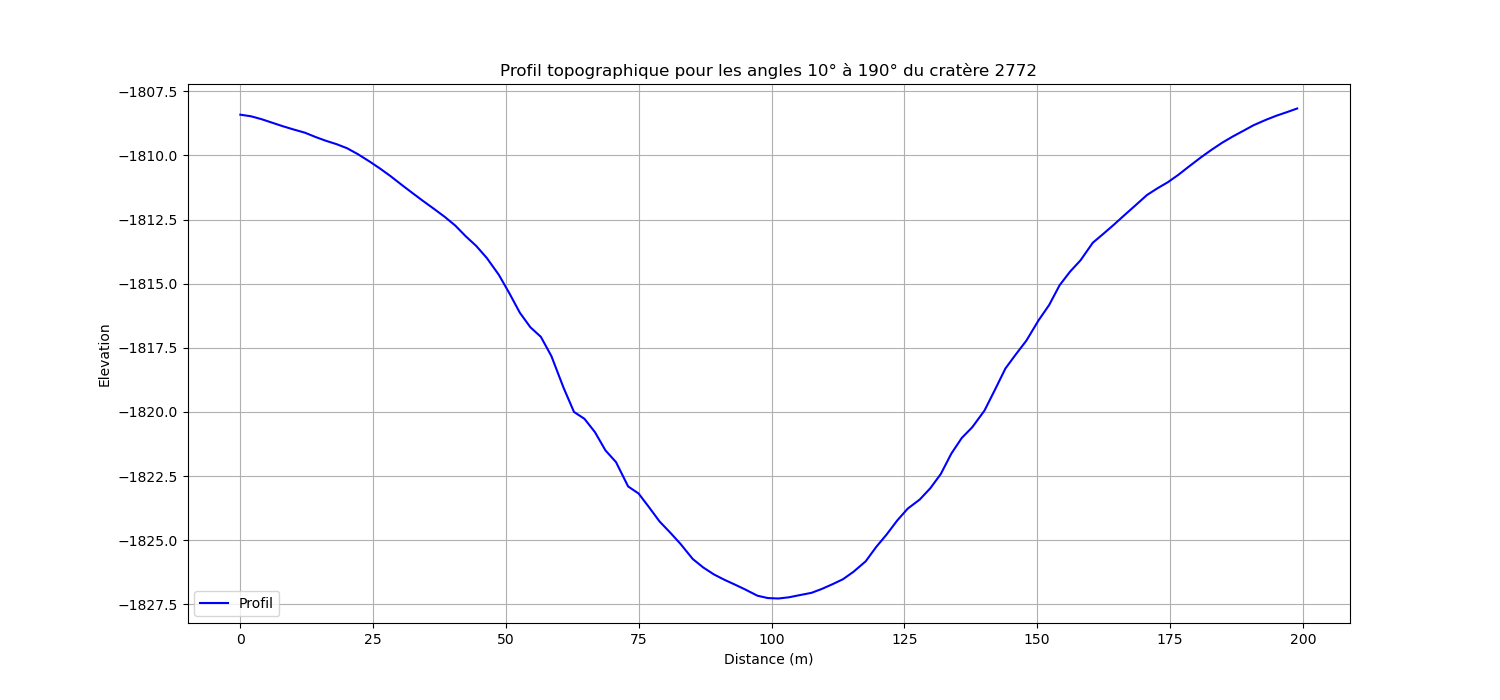 Profil topographique pour les angles 10° à 190° du cratère 2772
−1807.5
−1810.0
−1812.5
−1815.0
−1817.5
−1820.0
−1822.5
−1825.0
−1827.5
Elevation
Profil
0 25 50 75 100 125 150 175 200
Distance (m)